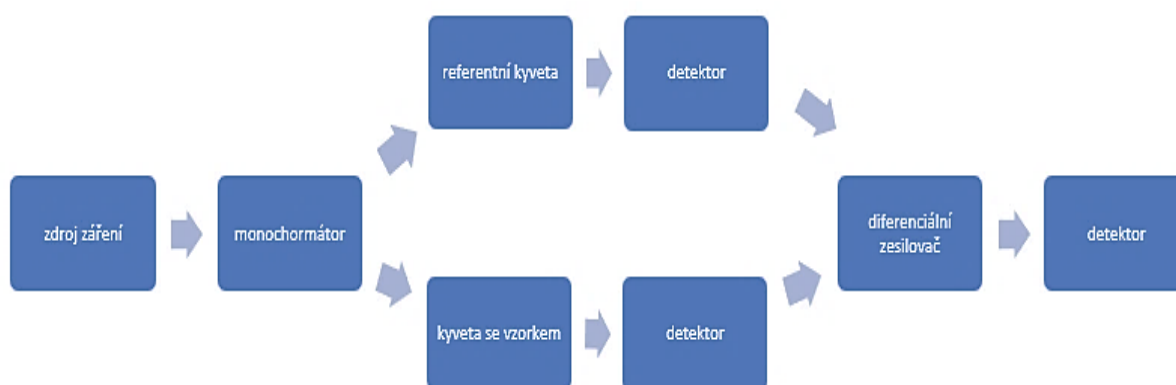 referentní kyveta
detektor
zdroj záření
monochormátor
diferenciální
zesilovač
detektor
kyveta se vzorkem
detektor